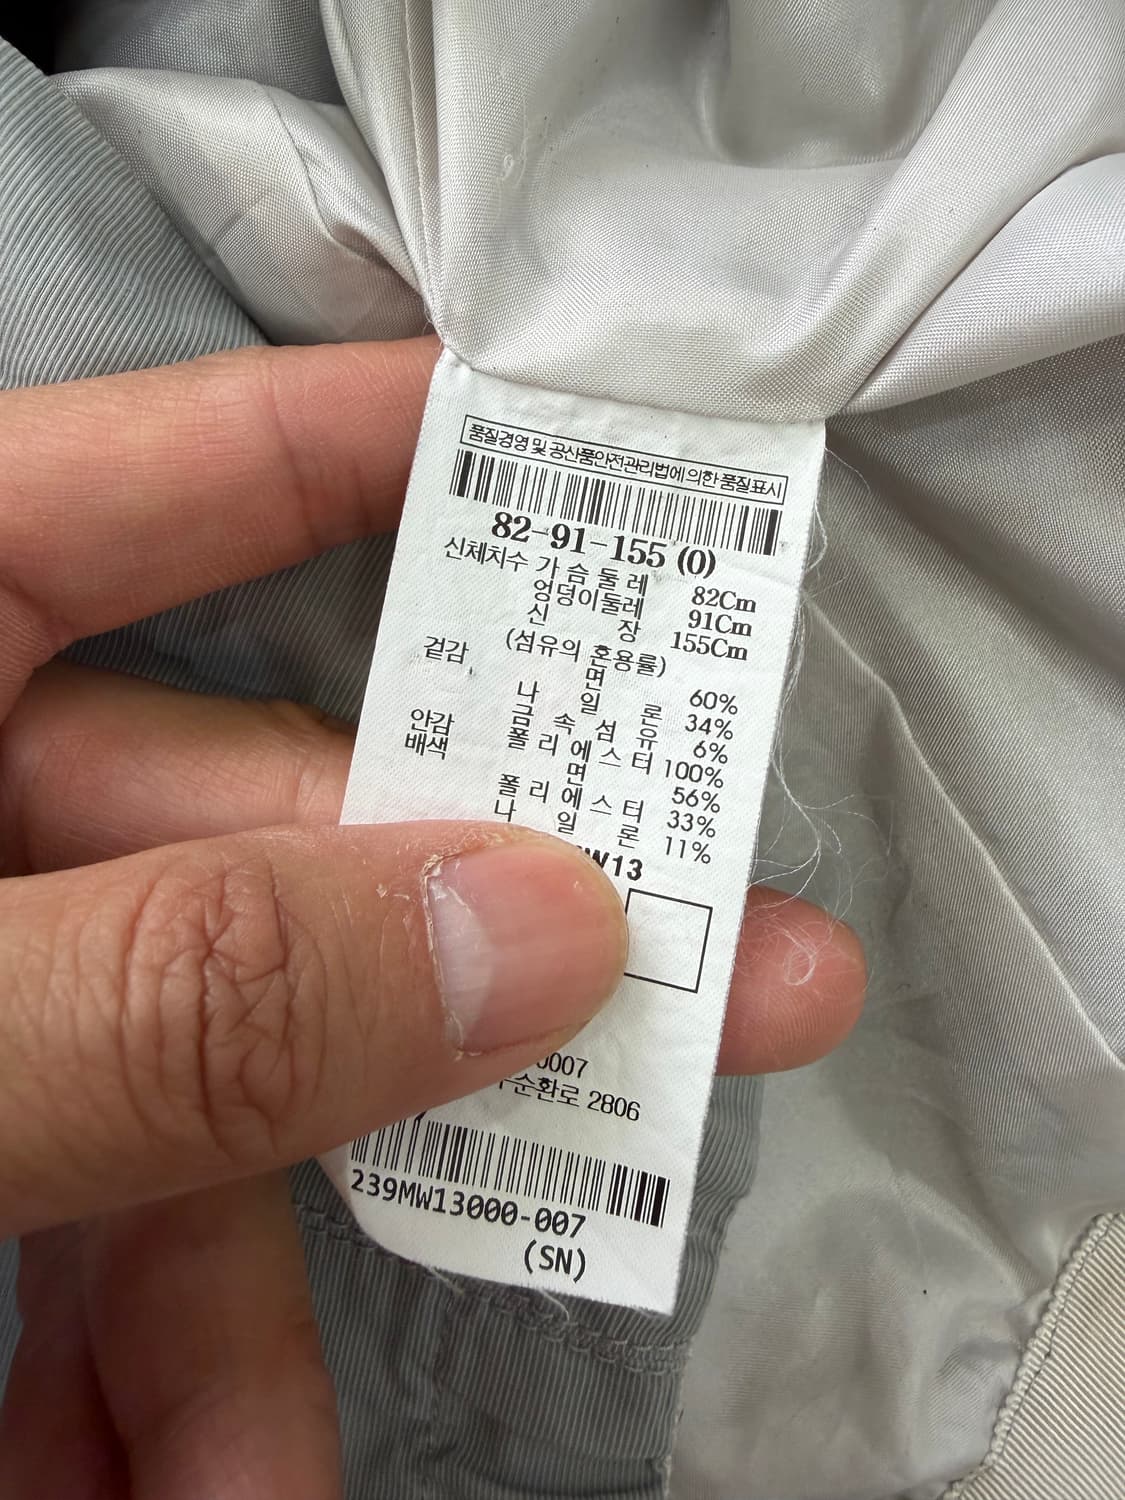 품질경영 및 공산품안전관리법에 의한 품질표시
82-91-155 (0)
신체치수 가 슴 둘 레 82Cm
엉덩이둘레 91Cm
신 장 155Cm
(섬유의 혼용률)
겉감 면 60%
나 일 론 34%
금 속 섬 유 6%
안감 폴 리 에 스 터 100%
배색 면 56%
폴 리 에 스 터 33%
나 일 론 11%
W13
0007
순환로 2806
239MW13000-007
(SN)